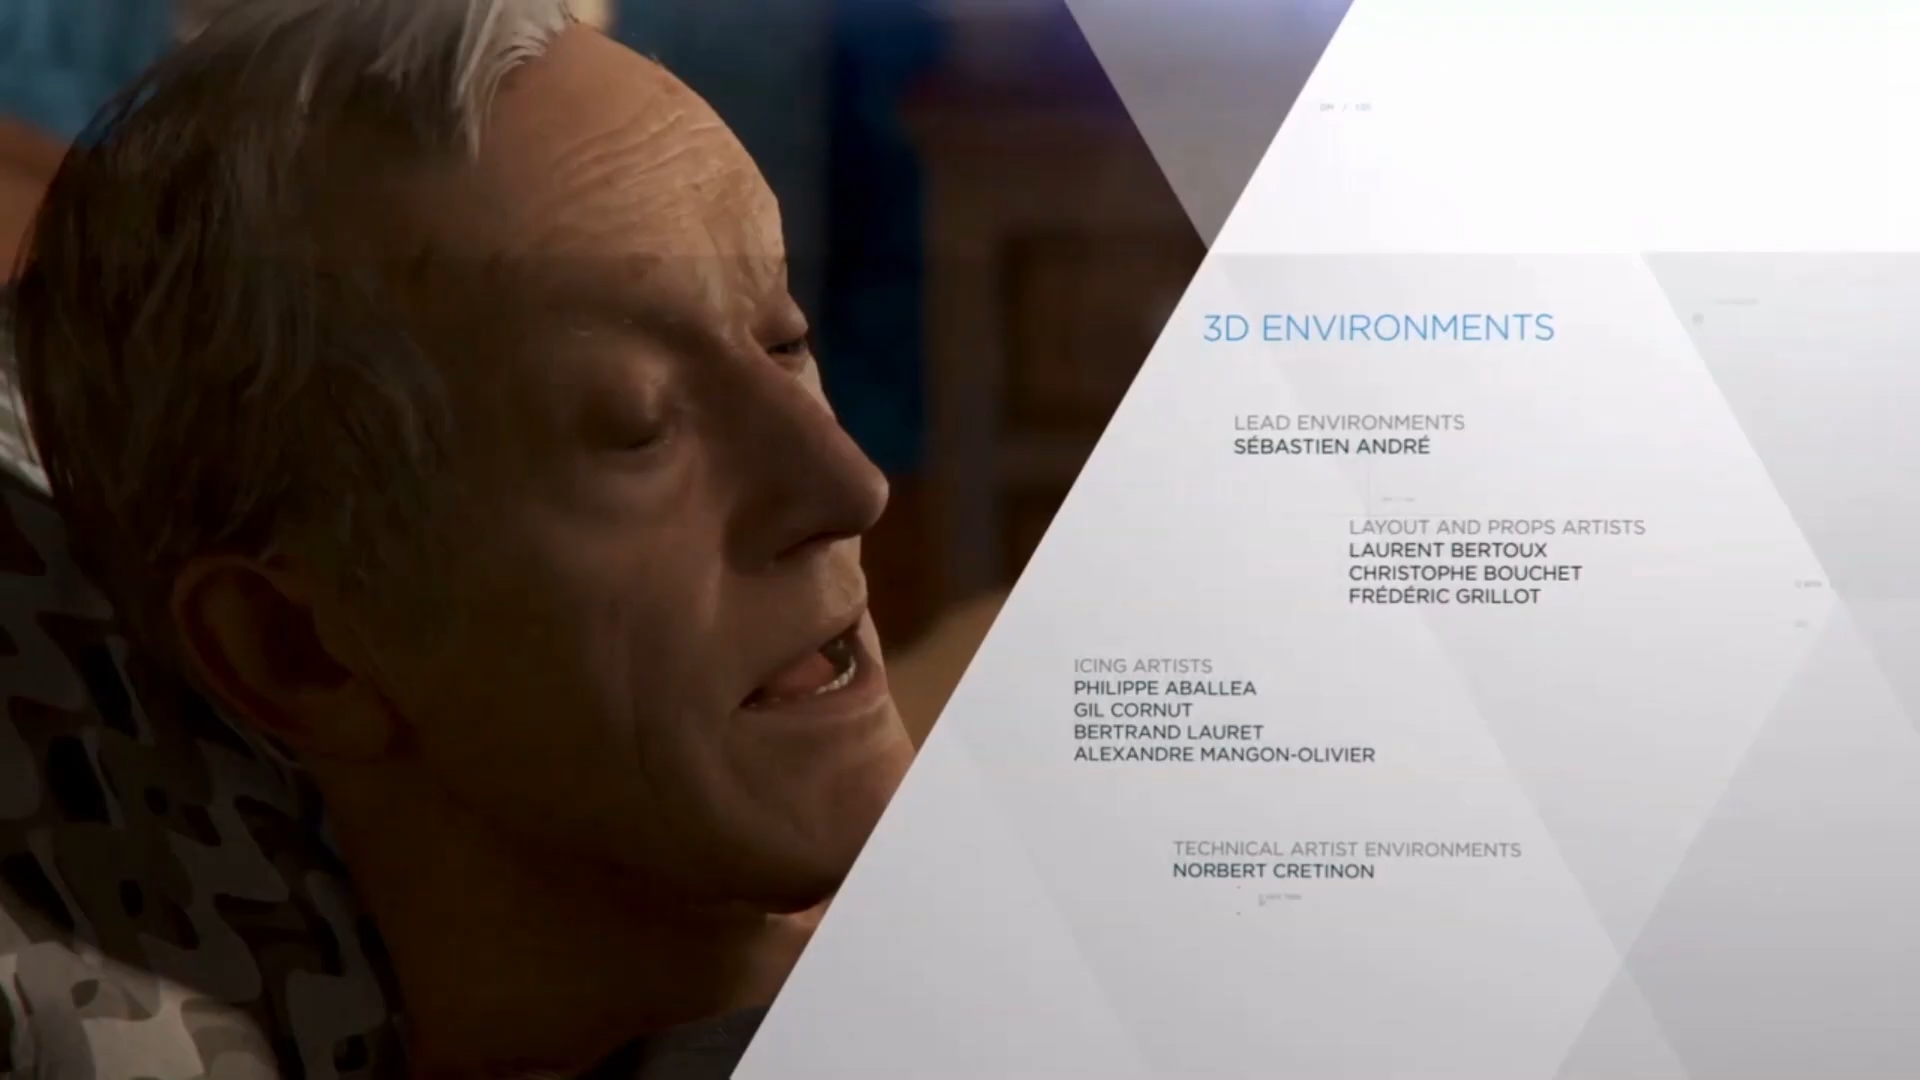 3D ENVIRONMENTS
LEAD ENVIRONMENTS
SÉBASTIEN ANDRÉ
LAYOUT AND PROPS ARTISTS
LAURENT BERTOUX
CHRISTOPHE BOUCHET
FRÉDÉRIC GRILLOT
ICING ARTISTS
PHILIPPE ABALLEA
GIL CORNUT
BERTRAND LAURET
ALEXANDRE MANGON-OLIVIER
TECHNICAL ARTIST ENVIRONMENTS
NORBERT CRETINON